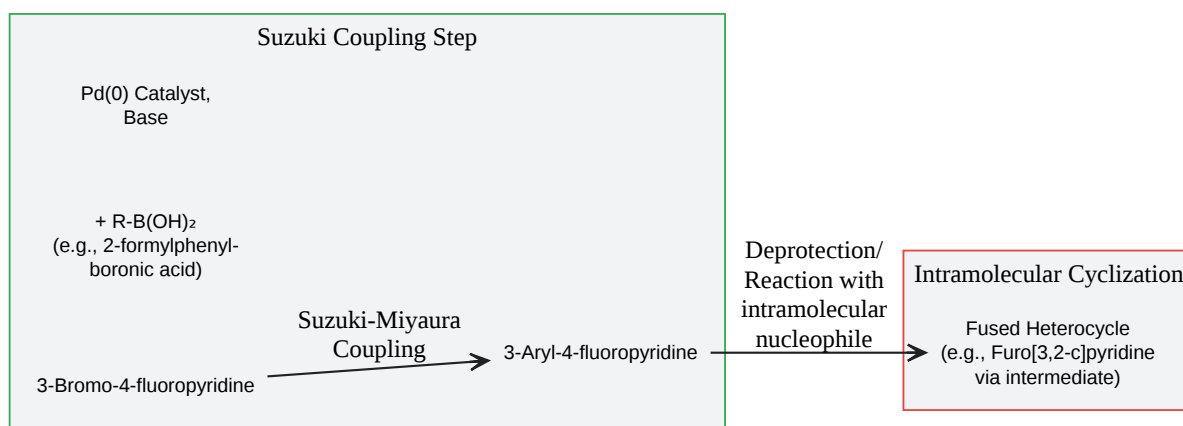 Suzuki Coupling Step
Pd(0) Catalyst,
Base
+ R-B(OH)₂
(e.g., 2-formylphenyl-
boronic acid)
Suzuki-Miyaura
Coupling
3-Bromo-4-fluoropyridine
3-Aryl-4-fluoropyridine
Deprotection/
Reaction with
intramolecular
nucleophile
Intramolecular Cyclization
Fused Heterocycle
(e.g., Furo[3,2-c]pyridine
via intermediate)